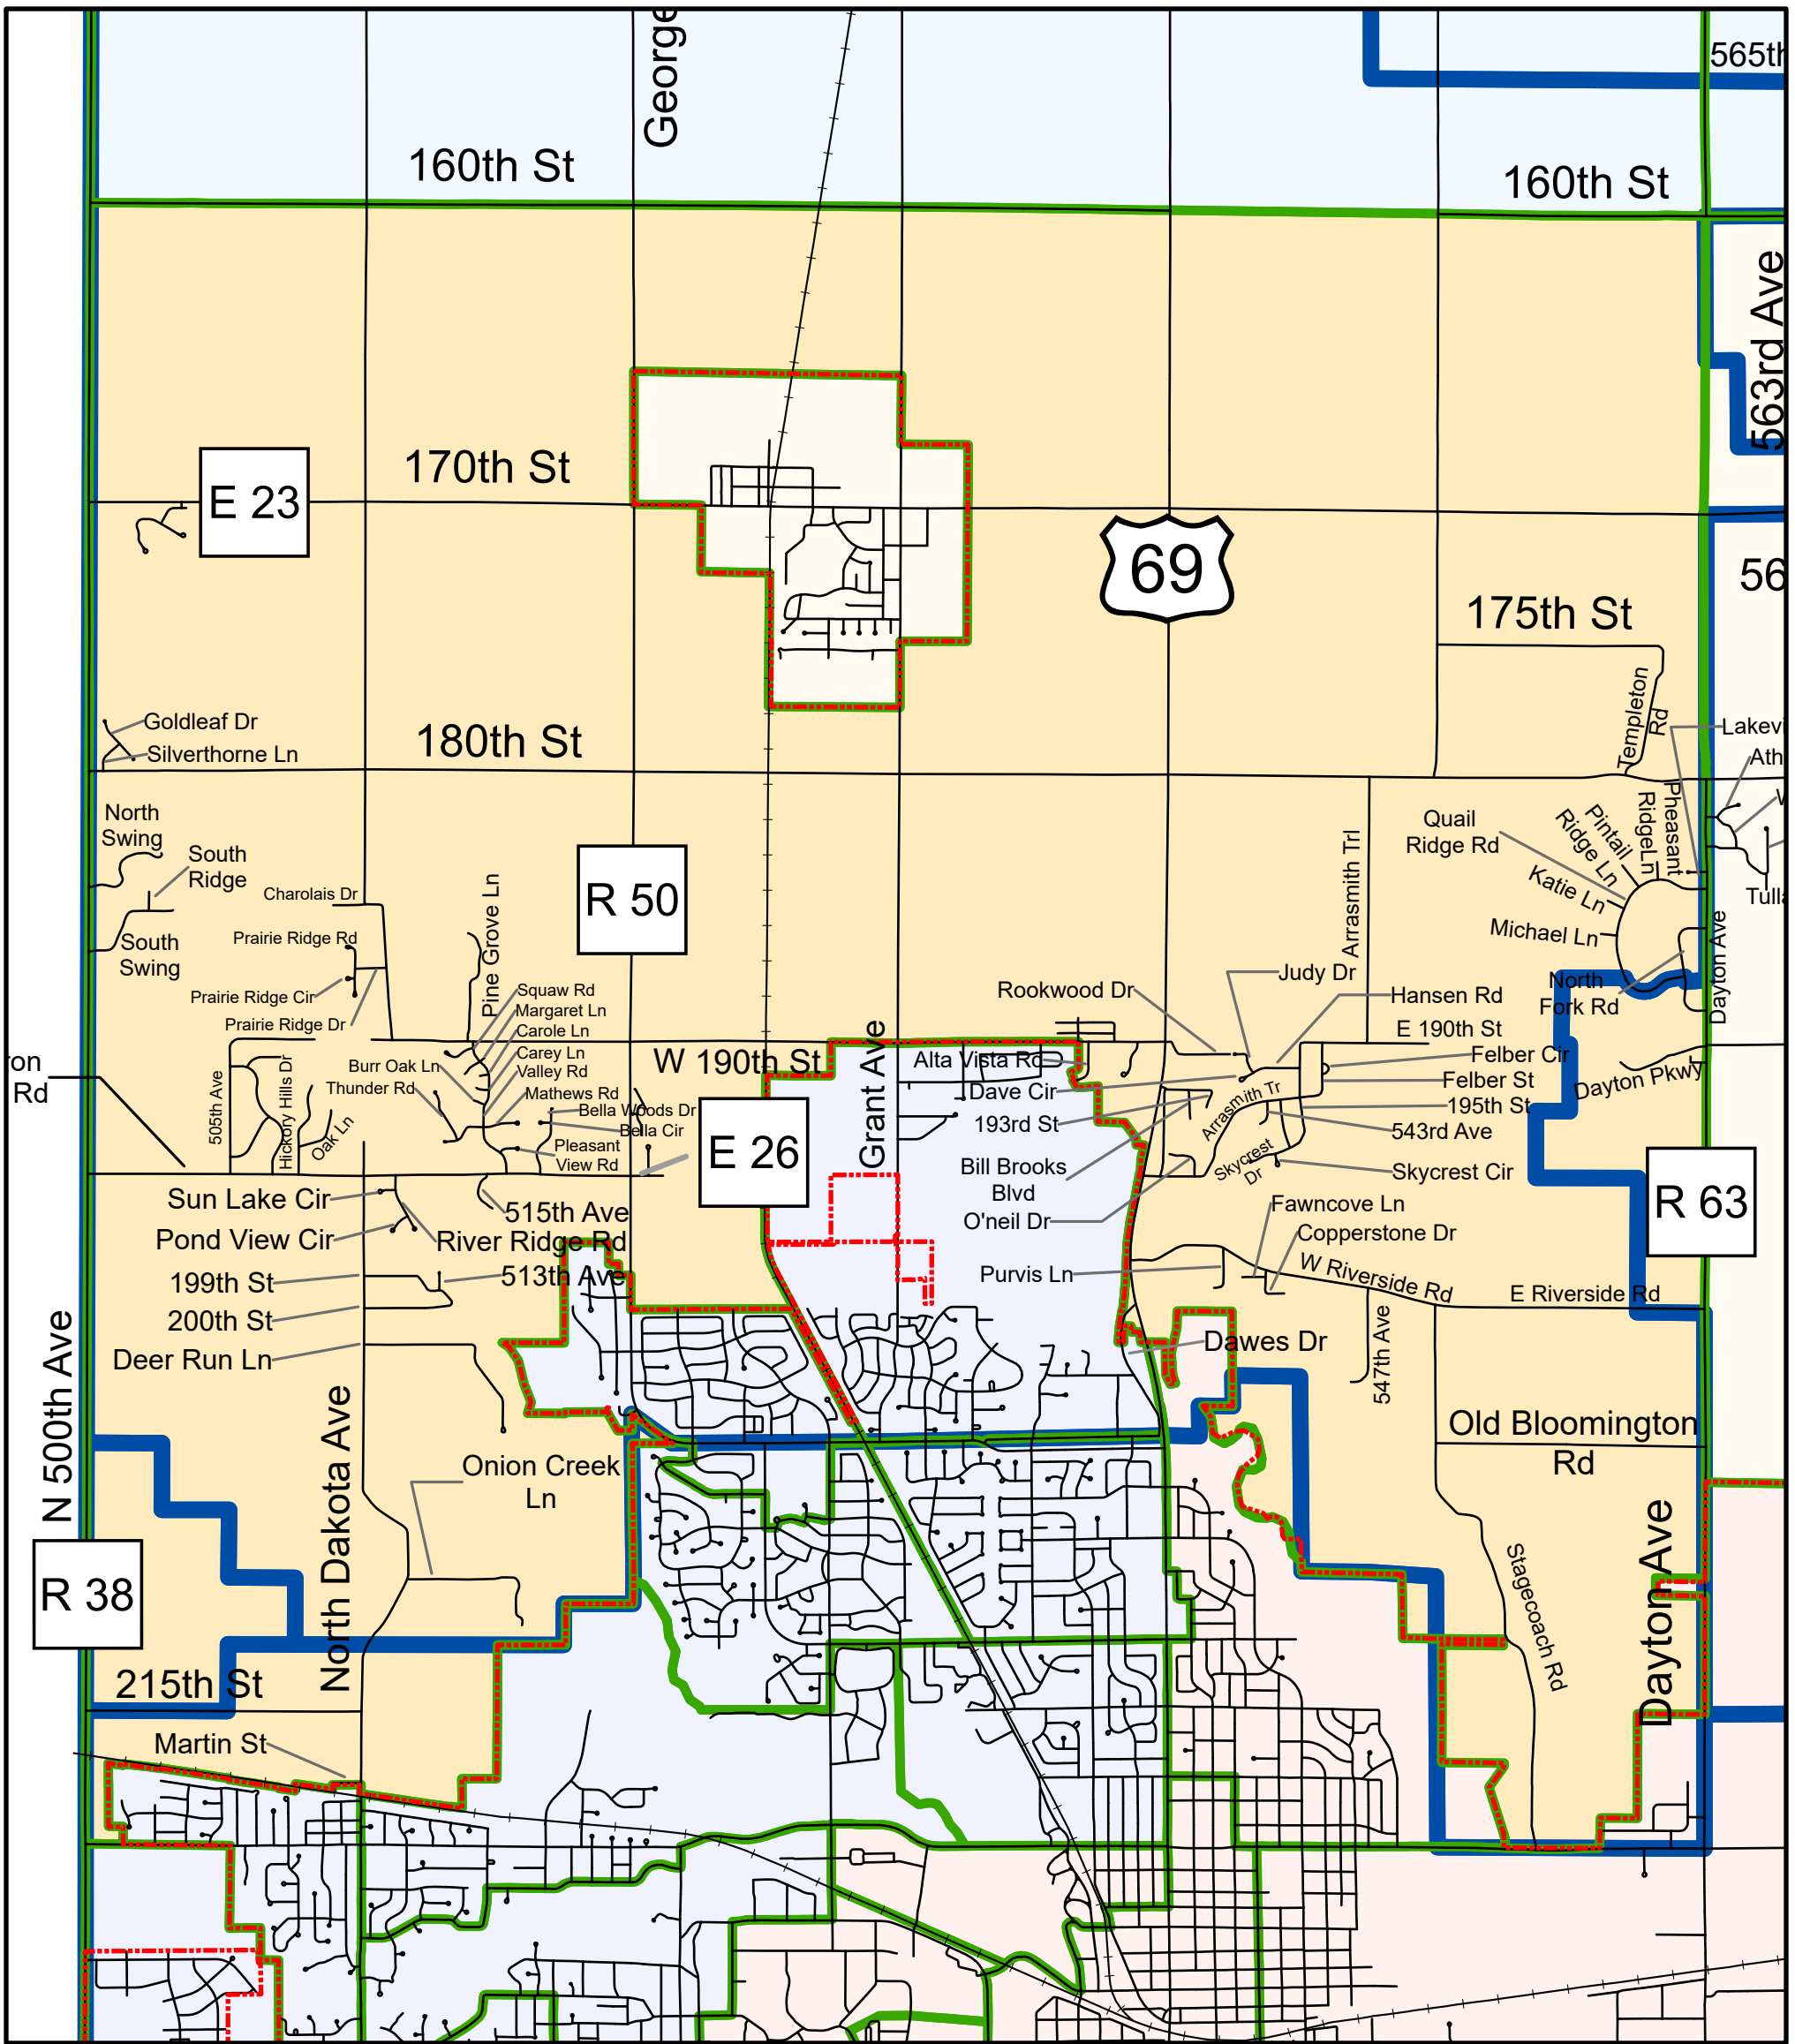 George
565th
160th St
160th St
563rd Ave
170th St
E 23
69
56
175th St
Templeton
Rd
Goldleaf Dr
Silverthorne Ln
180th St
Lakevi
Ath
North
Swing
South
Ridge
South
Swing
Charolais Dr
Prairie Ridge Rd
Prairie Ridge Cir
Prairie Ridge Dr
Pine Grove Ln
R 50
Squaw Rd
Margaret Ln
Carole Ln
Carey Ln
Valley Rd
Mathews Rd
Bella Woods Dr
Bella Cir
Pleasant
View Rd
Burr Oak Ln
Thunder Rd
505th Ave
Hickory Hills Dr
Oak Ln
ron
Rd
W 190th St
Grant Ave
E 26
Alta Vista Rd
Dave Cir
193rd St
Bill Brooks
Blvd
O'neil Dr
Purvis Ln
Rookwood Dr
Judy Dr
Hansen Rd
E 190th St
Felber Cir
Felber St
195th St
543rd Ave
Skycrest Cir
Skycrest
Dr
Arrasmith Tr
Arrasmith Trl
Quail
Ridge Rd
Pintail
Ridge Ln
Pheasant
RidgeLn
Katie Ln
Michael Ln
North
Fork Rd
Dayton Ave
Tulla
Dayton Pkwy
R 63
Fawncove Ln
Copperstone Dr
W Riverside Rd
E Riverside Rd
547th Ave
Dawes Dr
Old Bloomington
Rd
Stagecoach Rd
Dayton Ave
Sun Lake Cir
Pond View Cir
515th Ave
River Ridge Rd
199th St
513th Ave
200th St
Deer Run Ln
N 500th Ave
North Dakota Ave
Onion Creek
Ln
R 38
215th St
Martin St